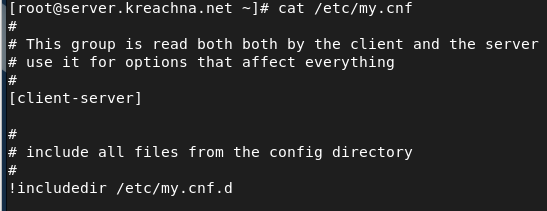 [root@server.kreachna.net ~]# cat /etc/my.cnf
#
# This group is read both both by the client and the server
# use it for options that affect everything
#
[client-server]
#
# include all files from the config directory
#
!includedir /etc/my.cnf.d